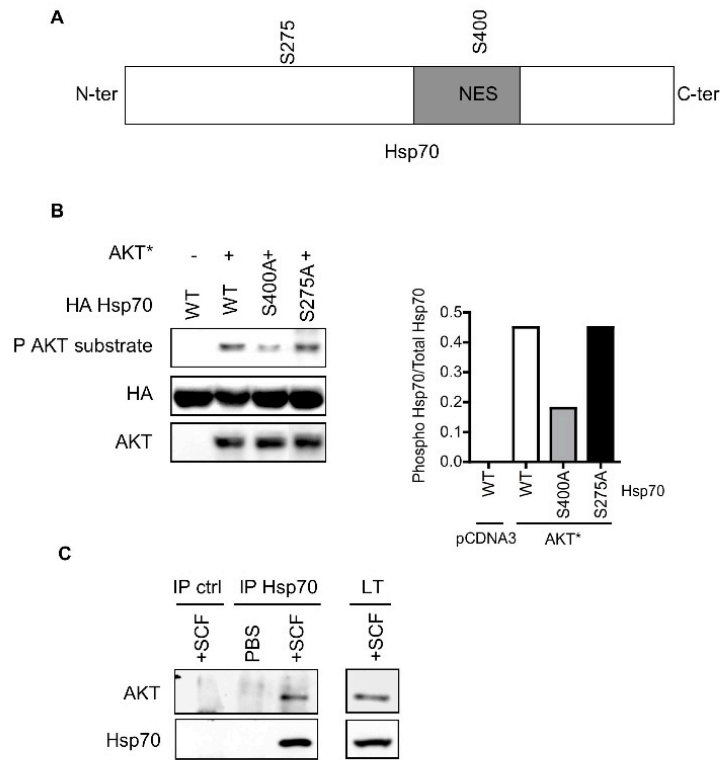 A
S275
S400
N-ter
NES
C-ter
Hsp70
B
AKT* - + + +
HA Hsp70 WT WT S400A S275A
P AKT substrate
HA
AKT
Phospho Hsp70/Total Hsp70
0.5
0.4
0.3
0.2
0.1
0.0
WT WT S400A S275A Hsp70
pCDNA3 AKT*
C
IP ctrl IP Hsp70 LT
+SCF PBS +SCF +SCF
AKT
Hsp70